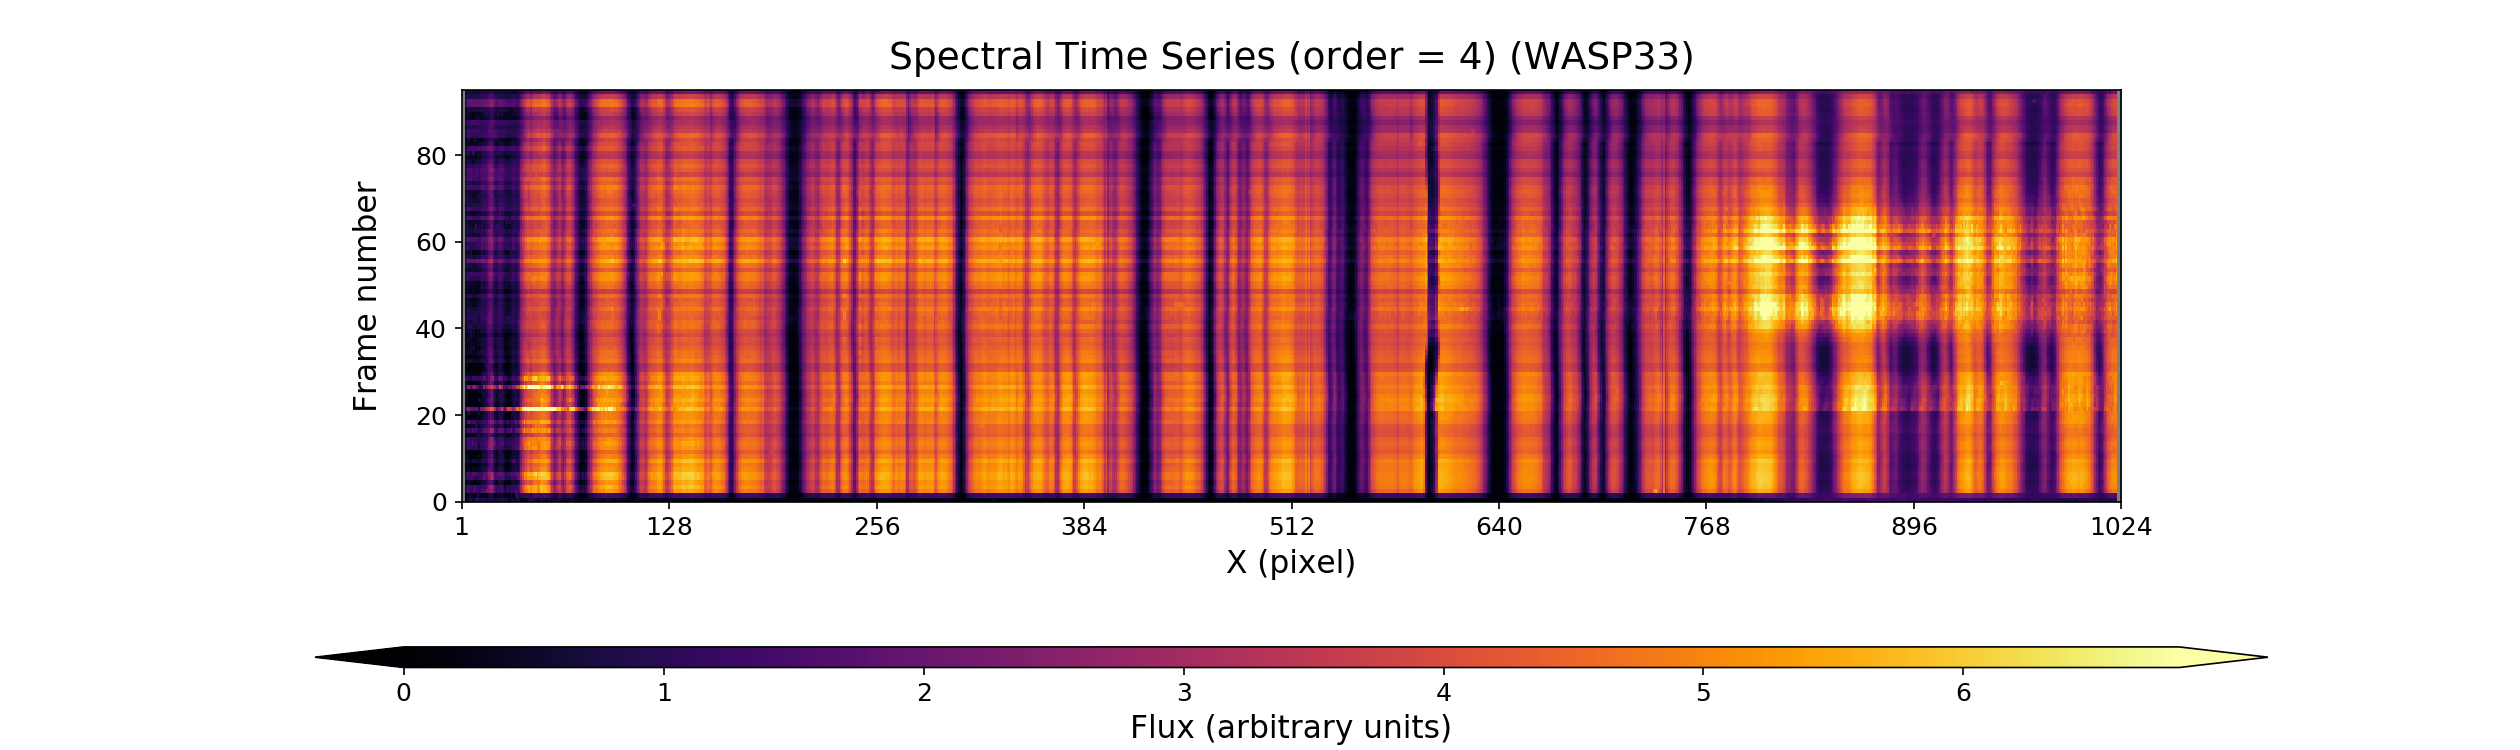 Spectral Time Series (order = 4) (WASP33)
Frame number
80
60
40
20
0
1 128 256 384 512 640 768 896 1024
X (pixel)
0 1 2 3 4 5 6
Flux (arbitrary units)